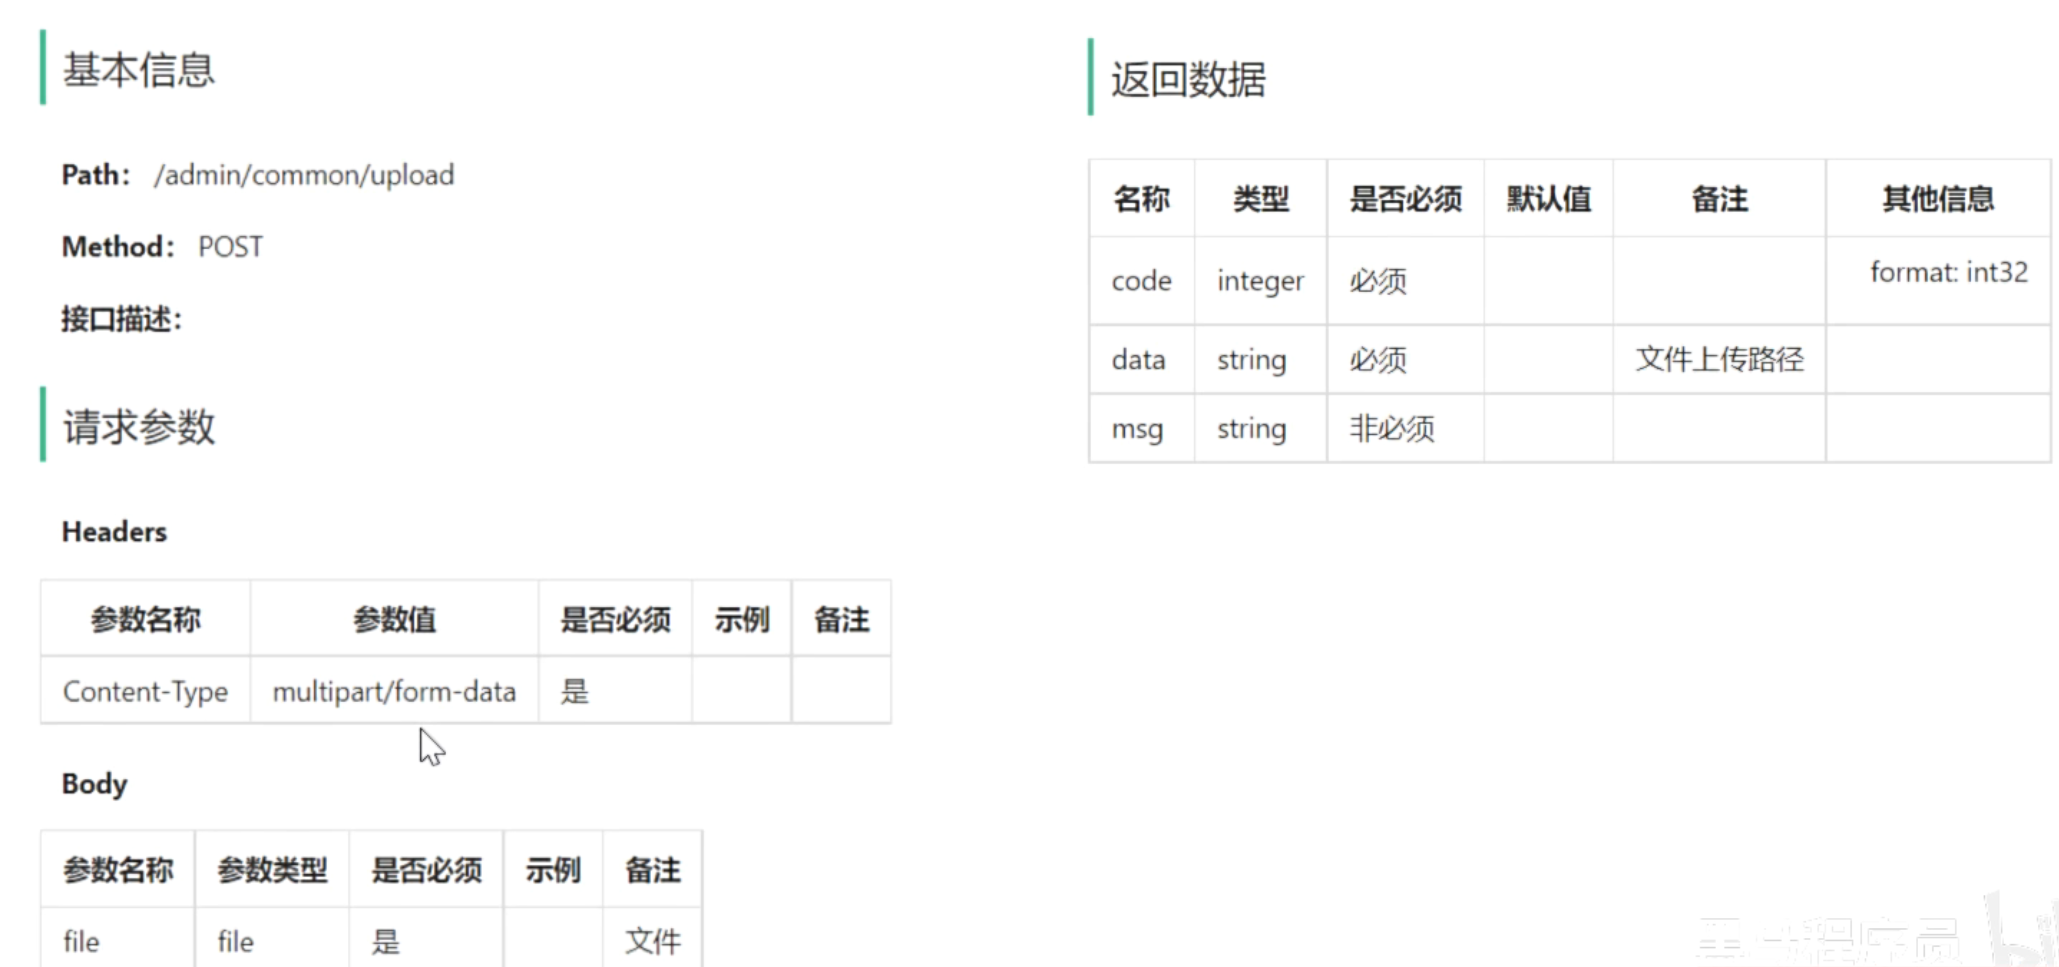 基本信息
Path： /admin/common/upload
Method： POST
接口描述：
请求参数
Headers
参数名称 参数值 是否必须 示例 备注
Content-Type multipart/form-data 是
Body
参数名称 参数类型 是否必须 示例 备注
file file 是 文件
返回数据
名称 类型 是否必须 默认值 备注 其他信息
code integer 必须 format: int32
data string 必须 文件上传路径
msg string 非必须